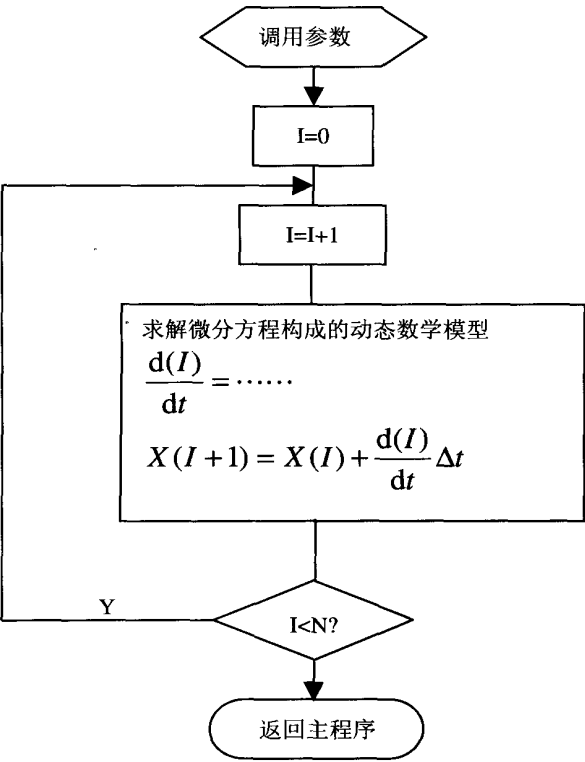 调用参数
I=0
I=I+1
求解微分方程构成的动态数学模型
d(I)/dt = ······
X(I+1) = X(I) + d(I)/dt Δt
Y
I<N?
返回主程序